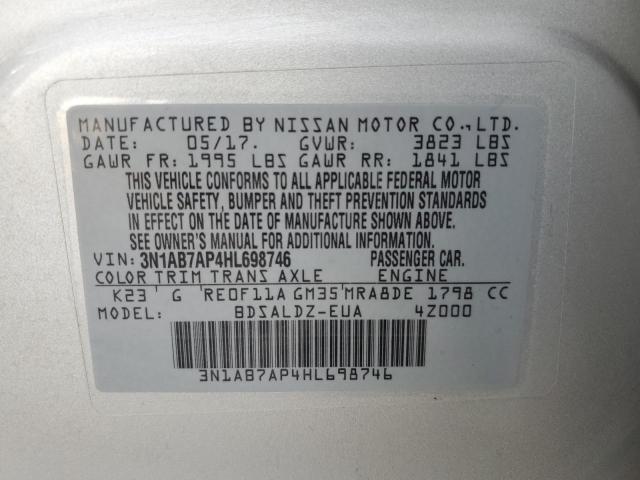 MANUFACTURED BY NISSAN MOTOR CO.,LTD.
DATE: 05/17. GVWR: 3823 LBS
GAWR FR: 1995 LBS GAWR RR: 1841 LBS
THIS VEHICLE CONFORMS TO ALL APPLICABLE FEDERAL MOTOR
VEHICLE SAFETY, BUMPER AND THEFT PREVENTION STANDARDS
IN EFFECT ON THE DATE OF MANUFACTURE SHOWN ABOVE.
SEE OWNER'S MANUAL FOR ADDITIONAL INFORMATION.
VIN: 3N1AB7AP4HL698746 PASSENGER CAR.
COLOR TRIM TRANS AXLE ENGINE
K23 G RE0F11A GM35 MRA8DE 1798 CC
MODEL: BDSALDZ-EUA 4Z000
3N1AB7AP4HL698746